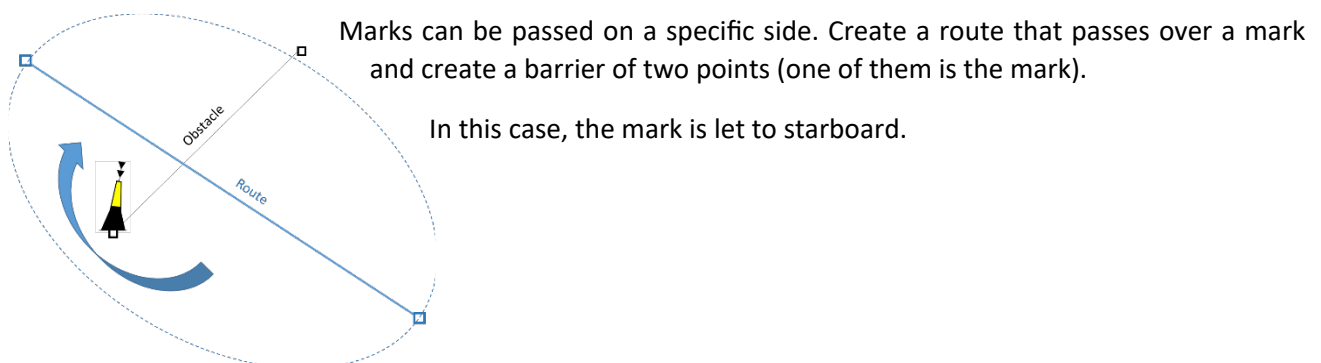 Marks can be passed on a specific side. Create a route that passes over a mark
and create a barrier of two points (one of them is the mark).
In this case, the mark is let to starboard.
Obstacle
Route